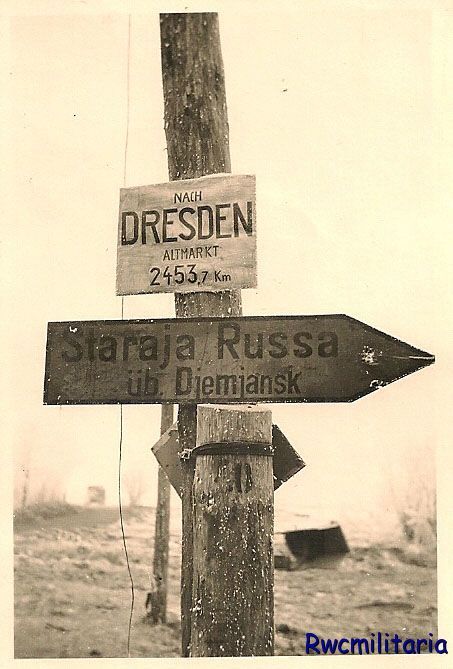 NACH
DRESDEN
ALTMARKT
2453,7 Km
Staraja Russa
üb. Djemjansk
Rwcmilitaria